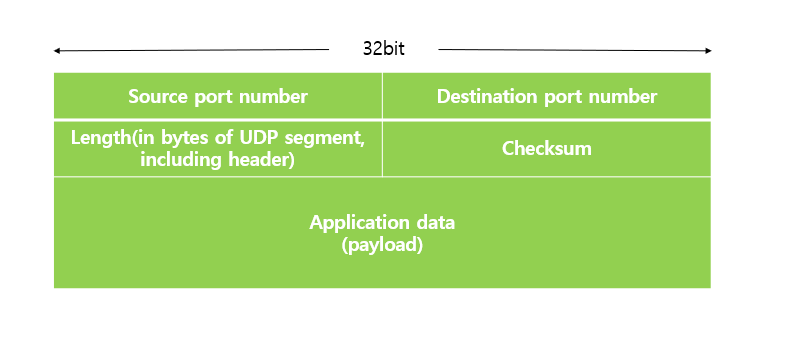 32bit
Source port number
Destination port number
Length(in bytes of UDP segment,
including header)
Checksum
Application data
(payload)